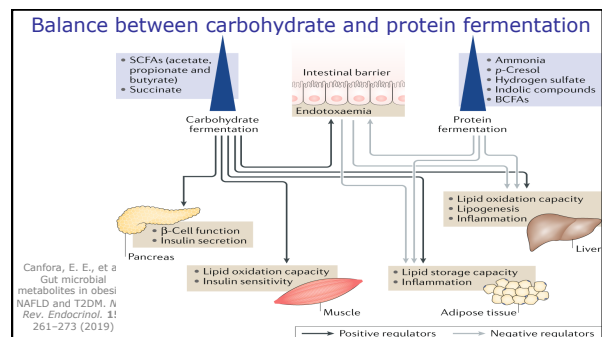 Balance between carbohydrate and protein fermentation
• SCFAs (acetate,
propionate and
butyrate)
• Succinate
Intestinal barrier
• Ammonia
• p-Cresol
• Hydrogen sulfate
• Indolic compounds
• BCFAs
Endotoxaemia
Carbohydrate
fermentation
Protein
fermentation
• Lipid oxidation capacity
• Lipogenesis
• Inflammation
Liver
• β-Cell function
• Insulin secretion
Pancreas
• Lipid oxidation capacity
• Insulin sensitivity
Muscle
• Lipid storage capacity
• Inflammation
Adipose tissue
Canfora, E. E., et a
Gut microbial
metabolites in obesi
NAFLD and T2DM. N
Rev. Endocrinol. 15
261–273 (2019)
Positive regulators
Negative regulators